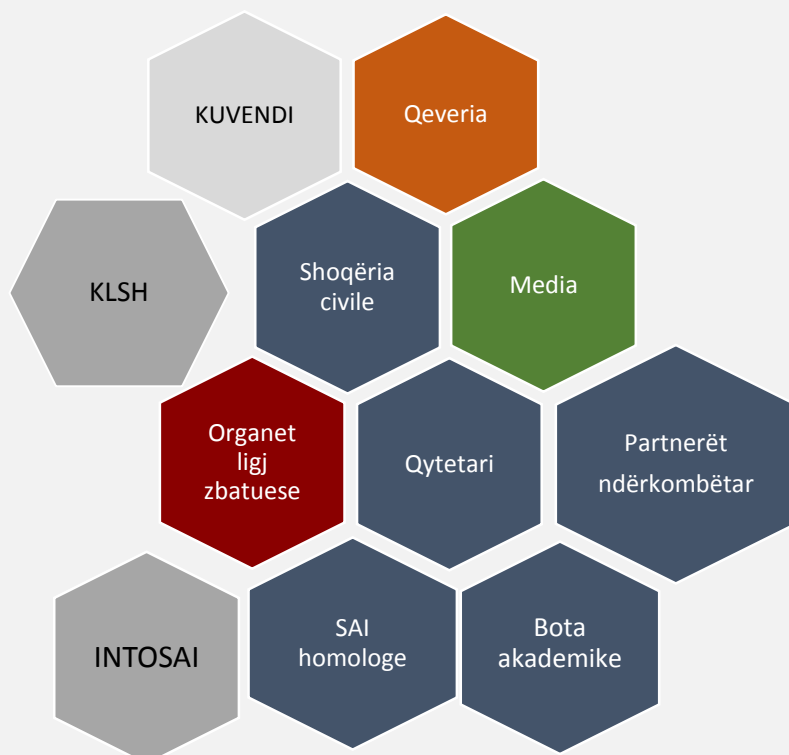 KUVENDI
Qeveria
KLSH
Shoqëria
civile
Media
Organet
ligj
zbatuese
Qytetari
Partnerët
ndërkombëtar
INTOSAI
SAI
homologe
Bota
akademike